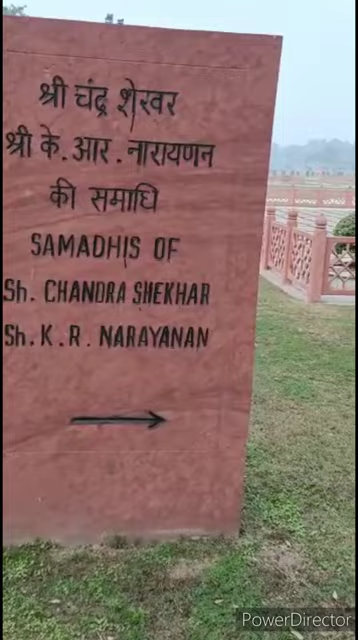 श्री चंद्र शेखर
श्री के. आर. नारायणन
की समाधि
SAMADHIS OF
Sh. CHANDRA SHEKHAR
Sh. K. R. NARAYANAN
PowerDirector